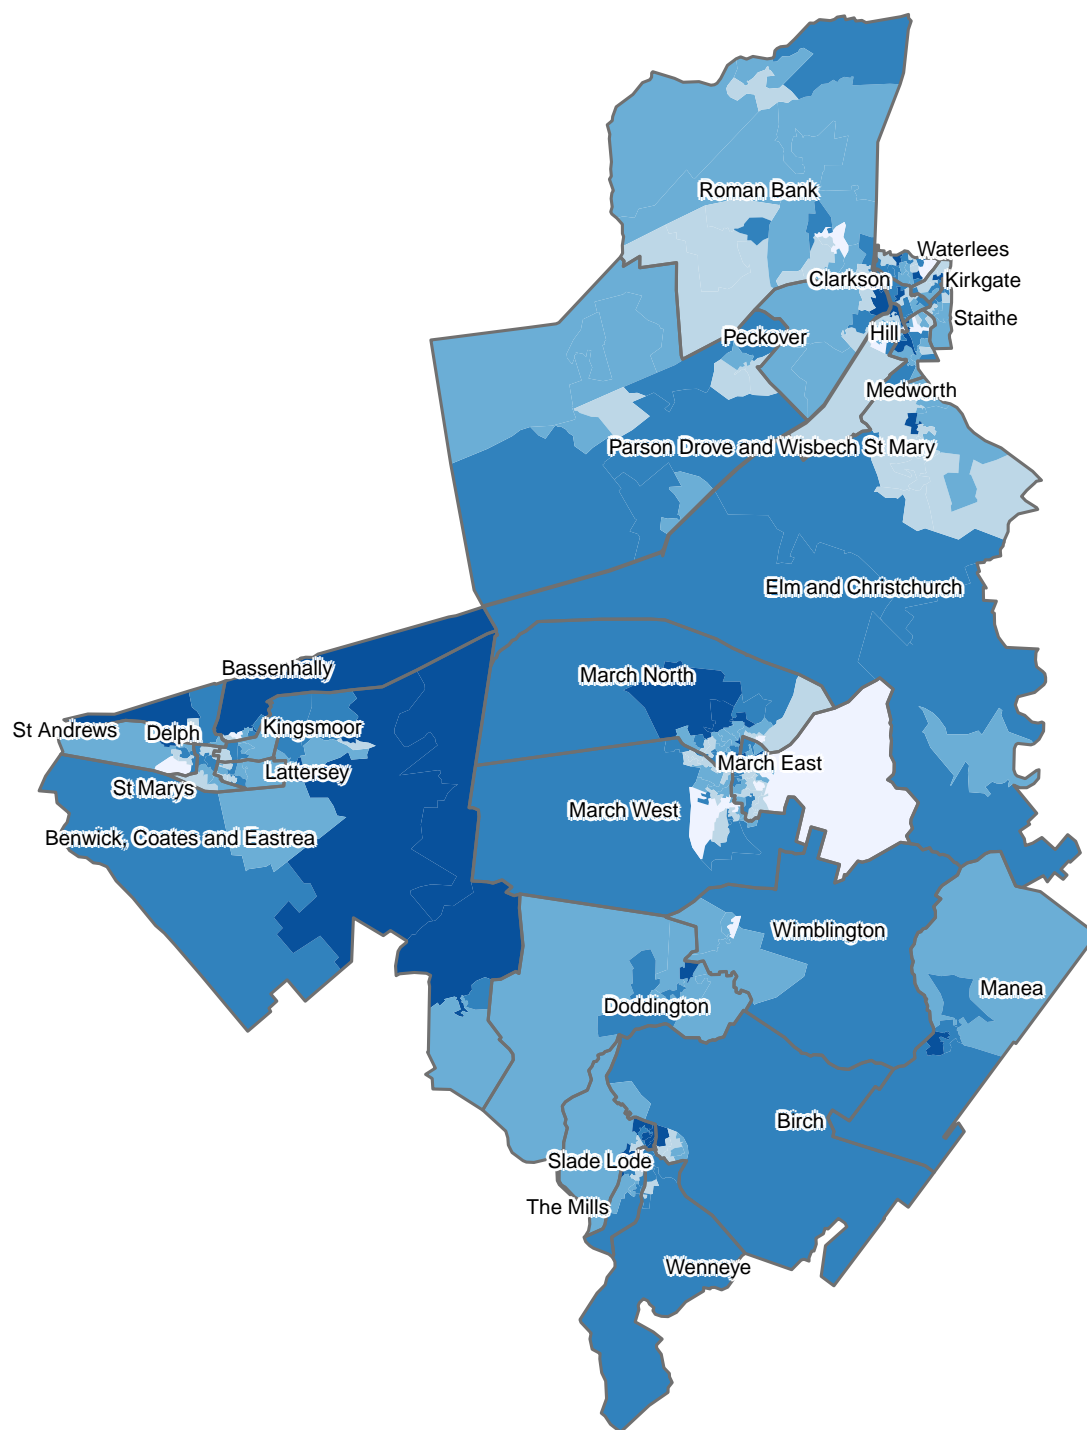 Roman Bank
Waterlees
Clarkson
Kirkgate
Staithe
Hill
Peckover
Medworth
Parson Drove and Wisbech St Mary
Elm and Christchurch
Bassenhally
March North
St Andrews
Delph
Kingsmoor
March East
Lattersey
St Marys
March West
Benwick, Coates and Eastrea
Wimblington
Manea
Doddington
Birch
Slade Lode
The Mills
Wenneye